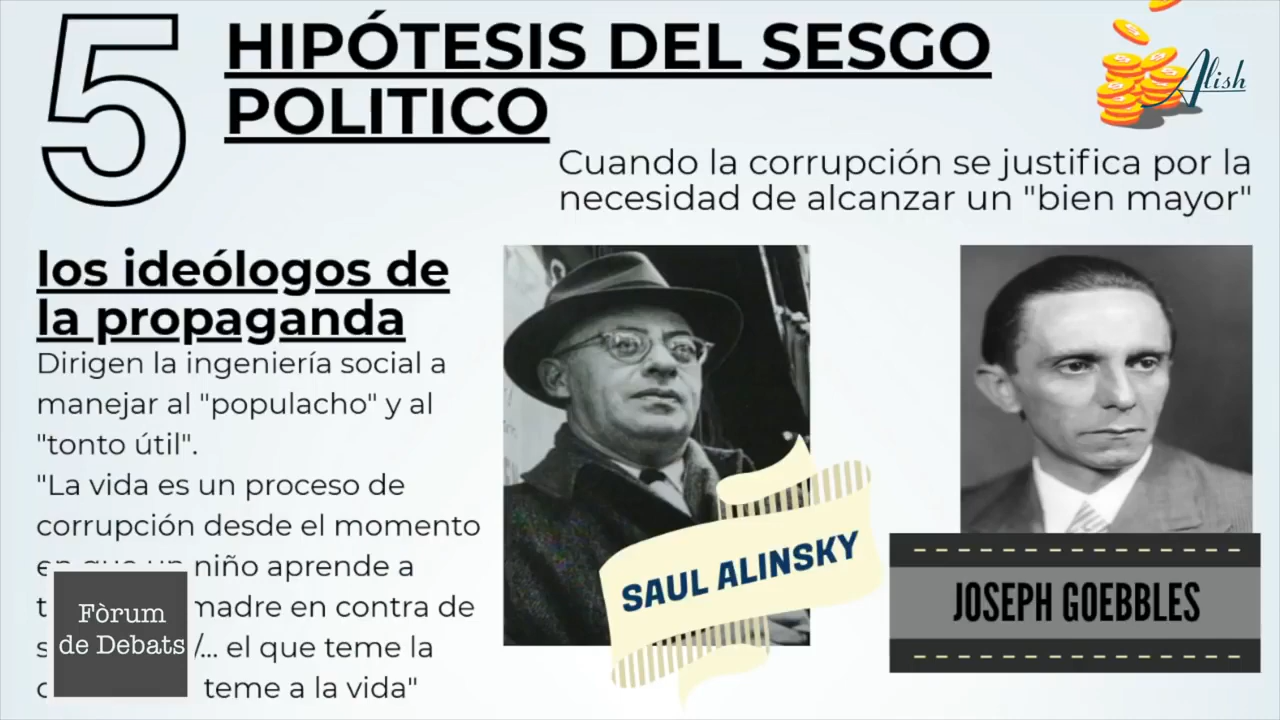 5
HIPÓTESIS DEL SESGO
POLITICO
Alish
Cuando la corrupción se justifica por la
necesidad de alcanzar un "bien mayor"
los ideólogos de
la propaganda
Dirigen la ingeniería social a
manejar al "populacho" y al
"tonto útil".
"La vida es un proceso de
corrupción desde el momento
en que un niño aprende a
madre en contra de
/... el que teme la
teme a la vida"
Fòrum
de Debats
SAUL ALINSKY
JOSEPH GOEBBLES